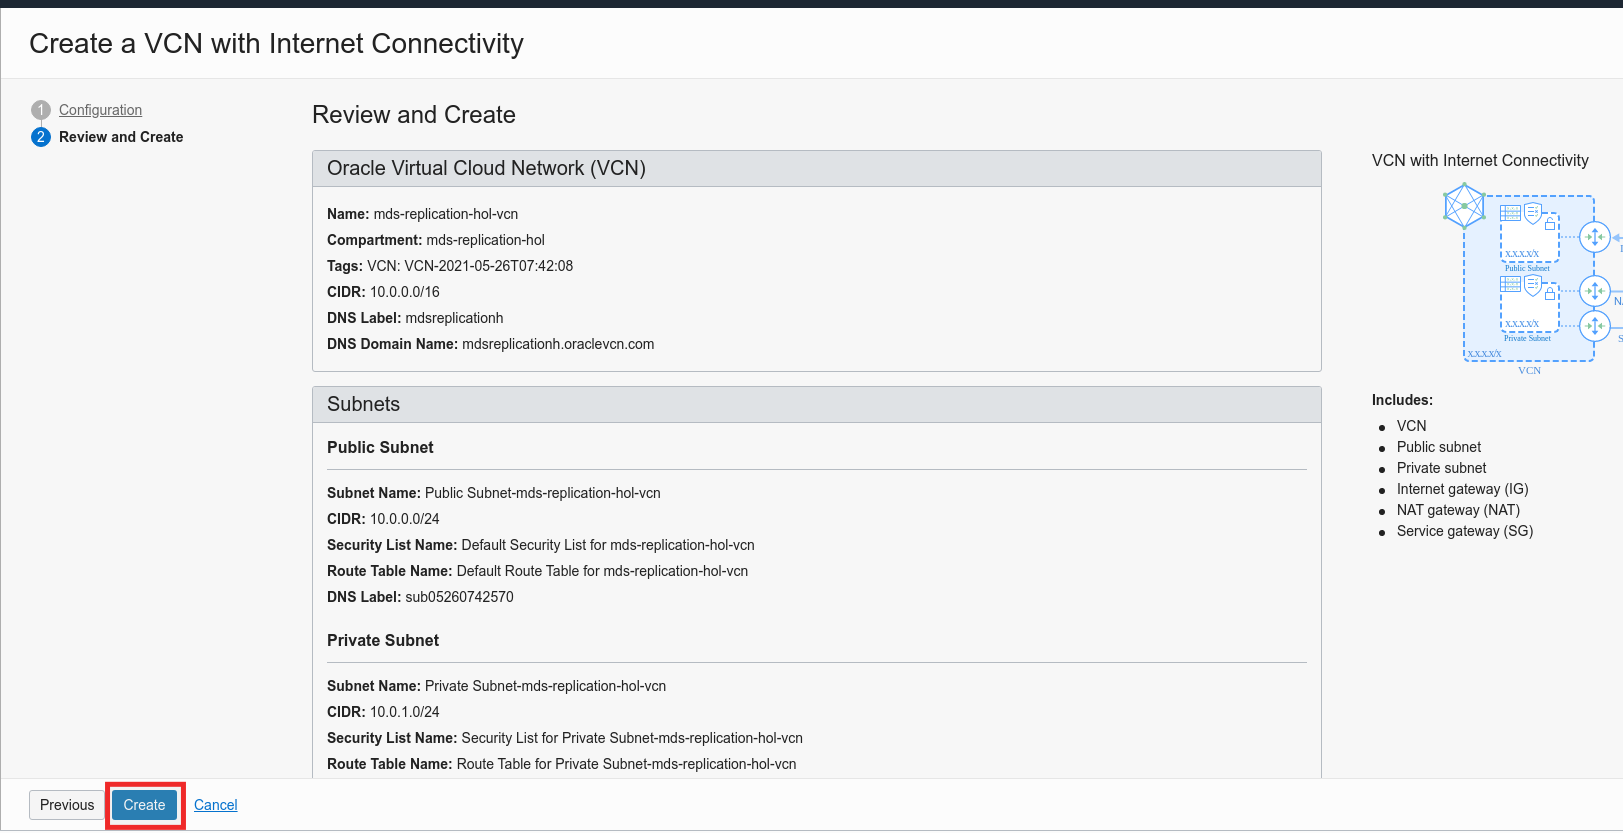 Create a VCN with Internet Connectivity
1 Configuration
2 Review and Create
Review and Create
Oracle Virtual Cloud Network (VCN)
Name: mds-replication-hol-vcn
Compartment: mds-replication-hol
Tags: VCN: VCN-2021-05-26T07:42:08
CIDR: 10.0.0.0/16
DNS Label: mdsreplicationh
DNS Domain Name: mdsreplicationh.oraclevcn.com
Subnets
Public Subnet
Subnet Name: Public Subnet-mds-replication-hol-vcn
CIDR: 10.0.0.0/24
Security List Name: Default Security List for mds-replication-hol-vcn
Route Table Name: Default Route Table for mds-replication-hol-vcn
DNS Label: sub05260742570
Private Subnet
Subnet Name: Private Subnet-mds-replication-hol-vcn
CIDR: 10.0.1.0/24
Security List Name: Security List for Private Subnet-mds-replication-hol-vcn
Route Table Name: Route Table for Private Subnet-mds-replication-hol-vcn
VCN with Internet Connectivity
X.X.X.X/X
Public Subnet
X.X.X.X/X
Private Subnet
X.X.X.X/X
VCN
Includes:
VCN
Public subnet
Private subnet
Internet gateway (IG)
NAT gateway (NAT)
Service gateway (SG)
Previous
Create
Cancel